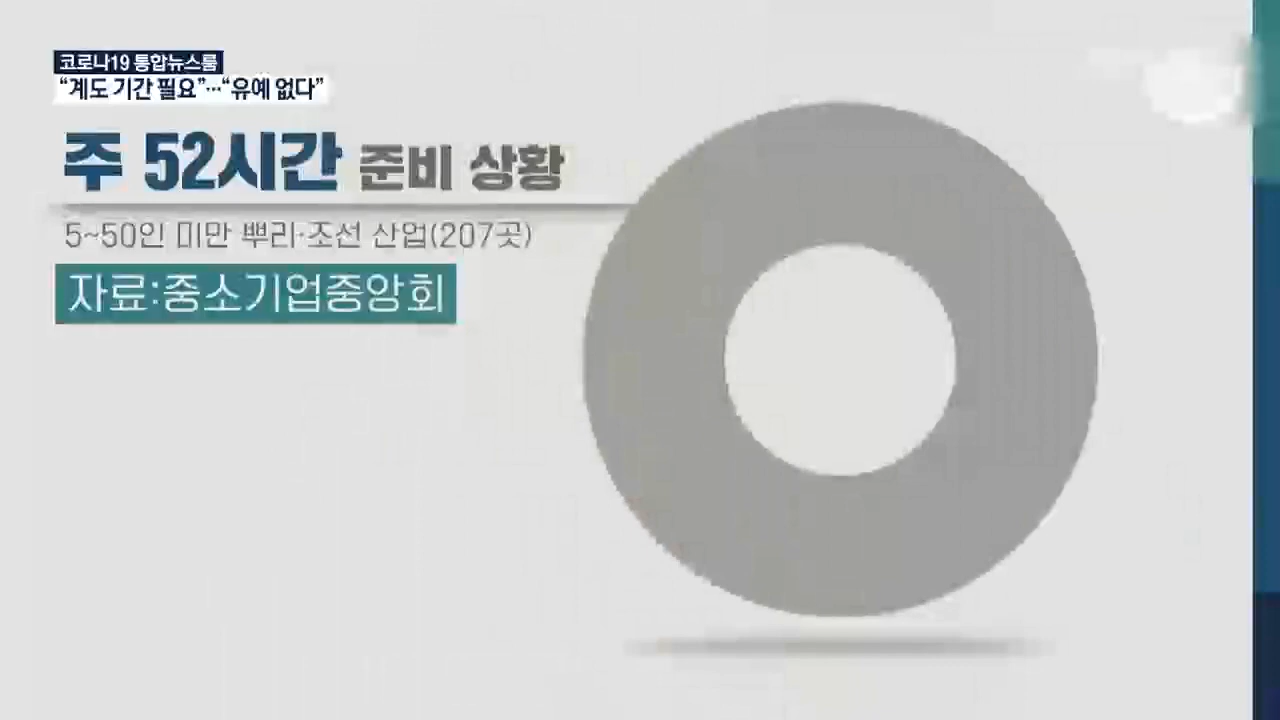 코로나19 통합뉴스룸
“계도 기간 필요”…“유예 없다”
주 52시간 준비 상황
5~50인 미만 뿌리·조선 산업(207곳)
자료:중소기업중앙회